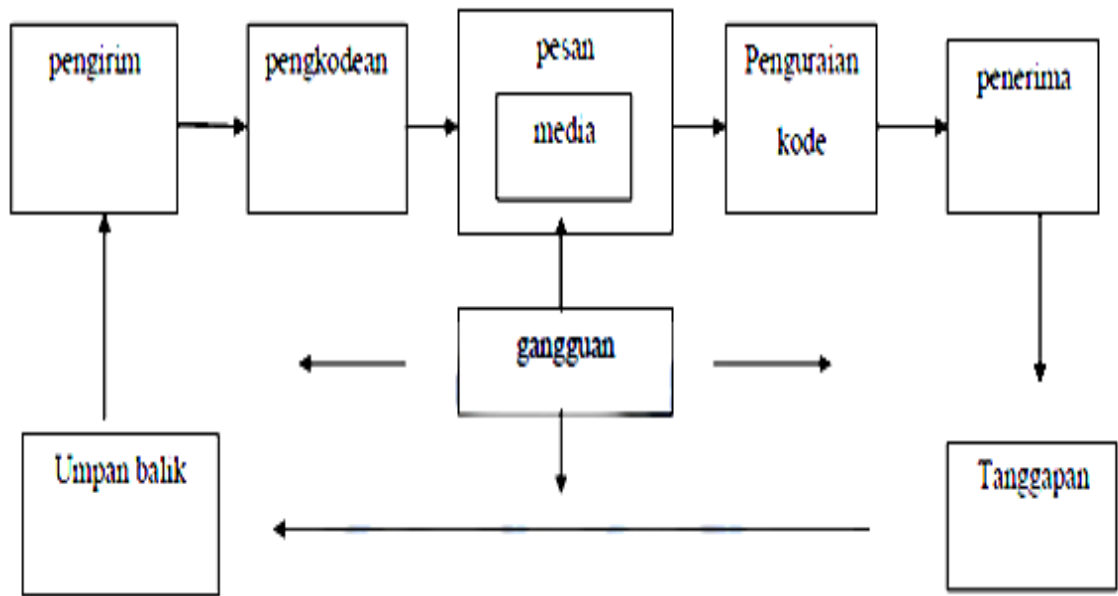 pengirim
pengkodean
pesan
media
Penguraian
kode
penerima
gangguan
Umpan balik
Tanggapan